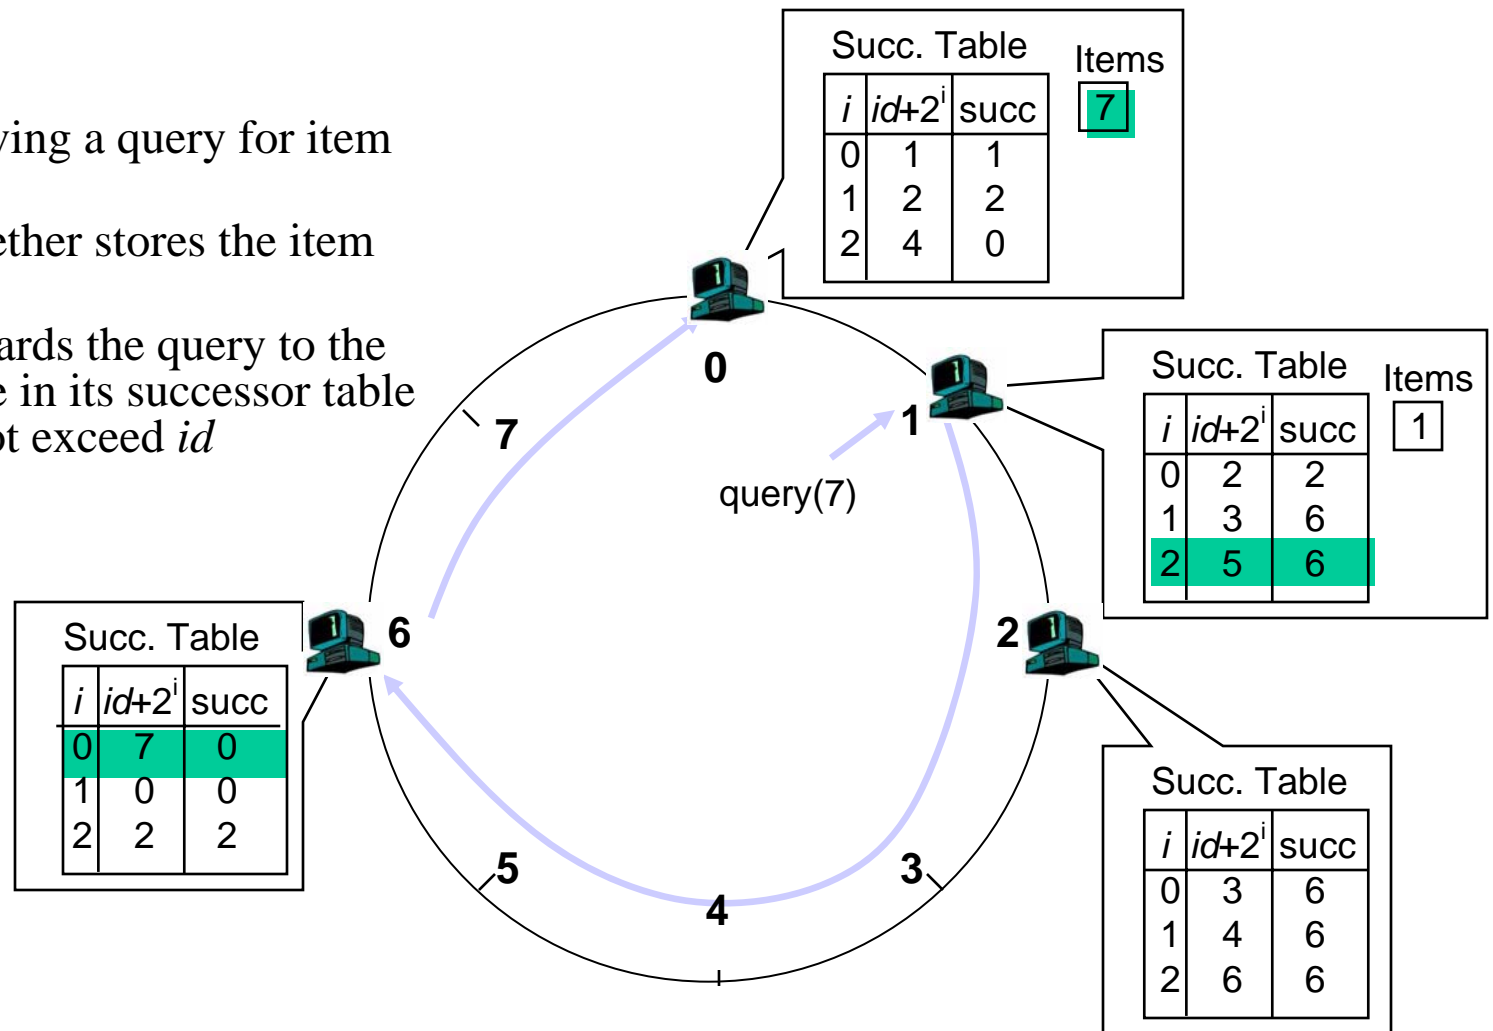 ving a query for item
ether stores the item
ards the query to the
e in its successor table
ot exceed id
Succ. Table
Items
i id+2^i succ
7
0 1 1
1 2 2
2 4 0
0
7
1
query(7)
Succ. Table
Items
i id+2^i succ
1
0 2 2
1 3 6
2 5 6
6
2
Succ. Table
i id+2^i succ
0 7 0
1 0 0
2 2 2
5
4
3
Succ. Table
i id+2^i succ
0 3 6
1 4 6
2 6 6